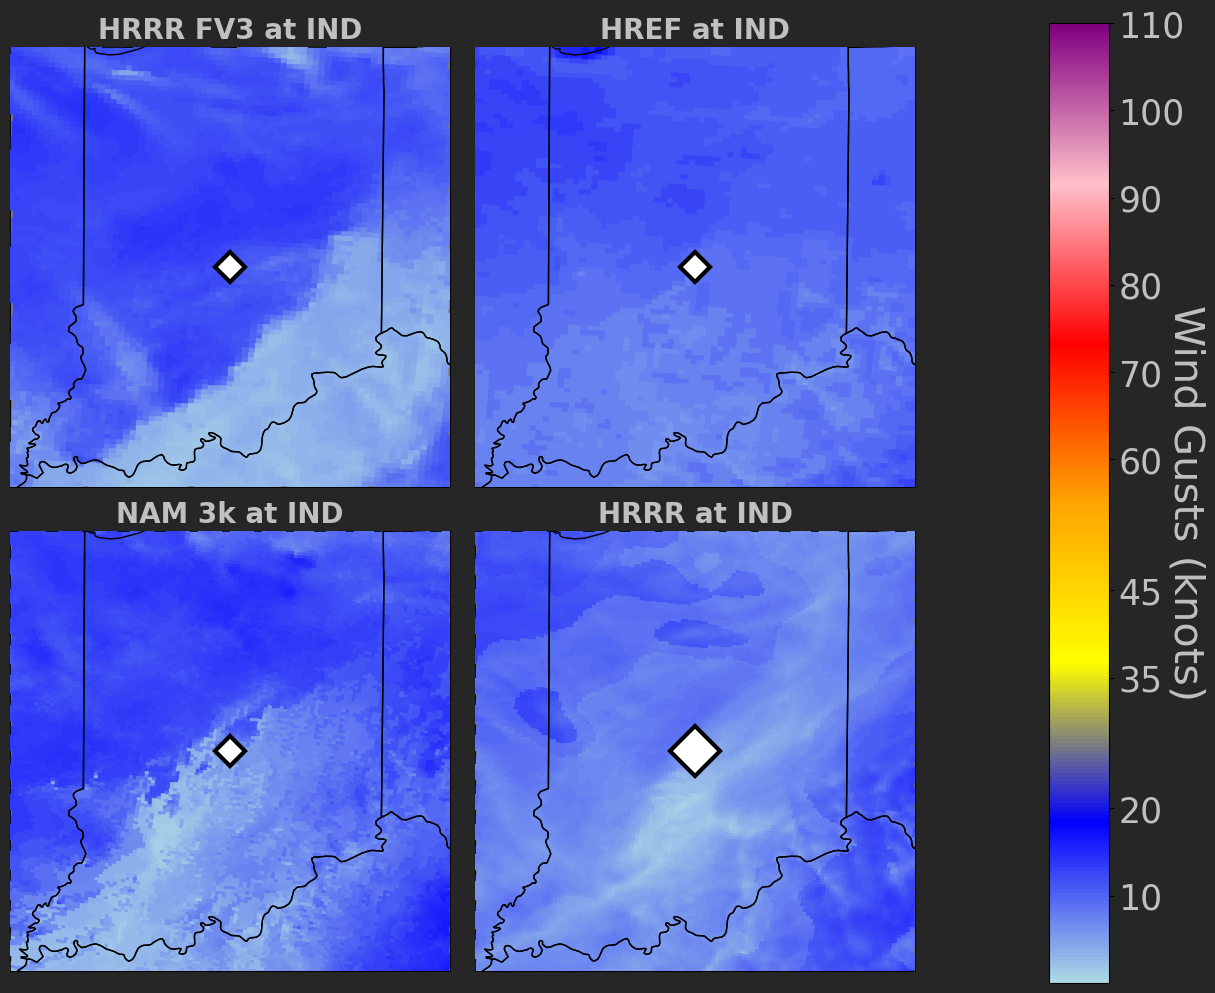 HRRR FV3 at IND
HREF at IND
NAM 3k at IND
HRRR at IND
110
100
90
80
70
60
45
35
20
10
Wind Gusts (knots)